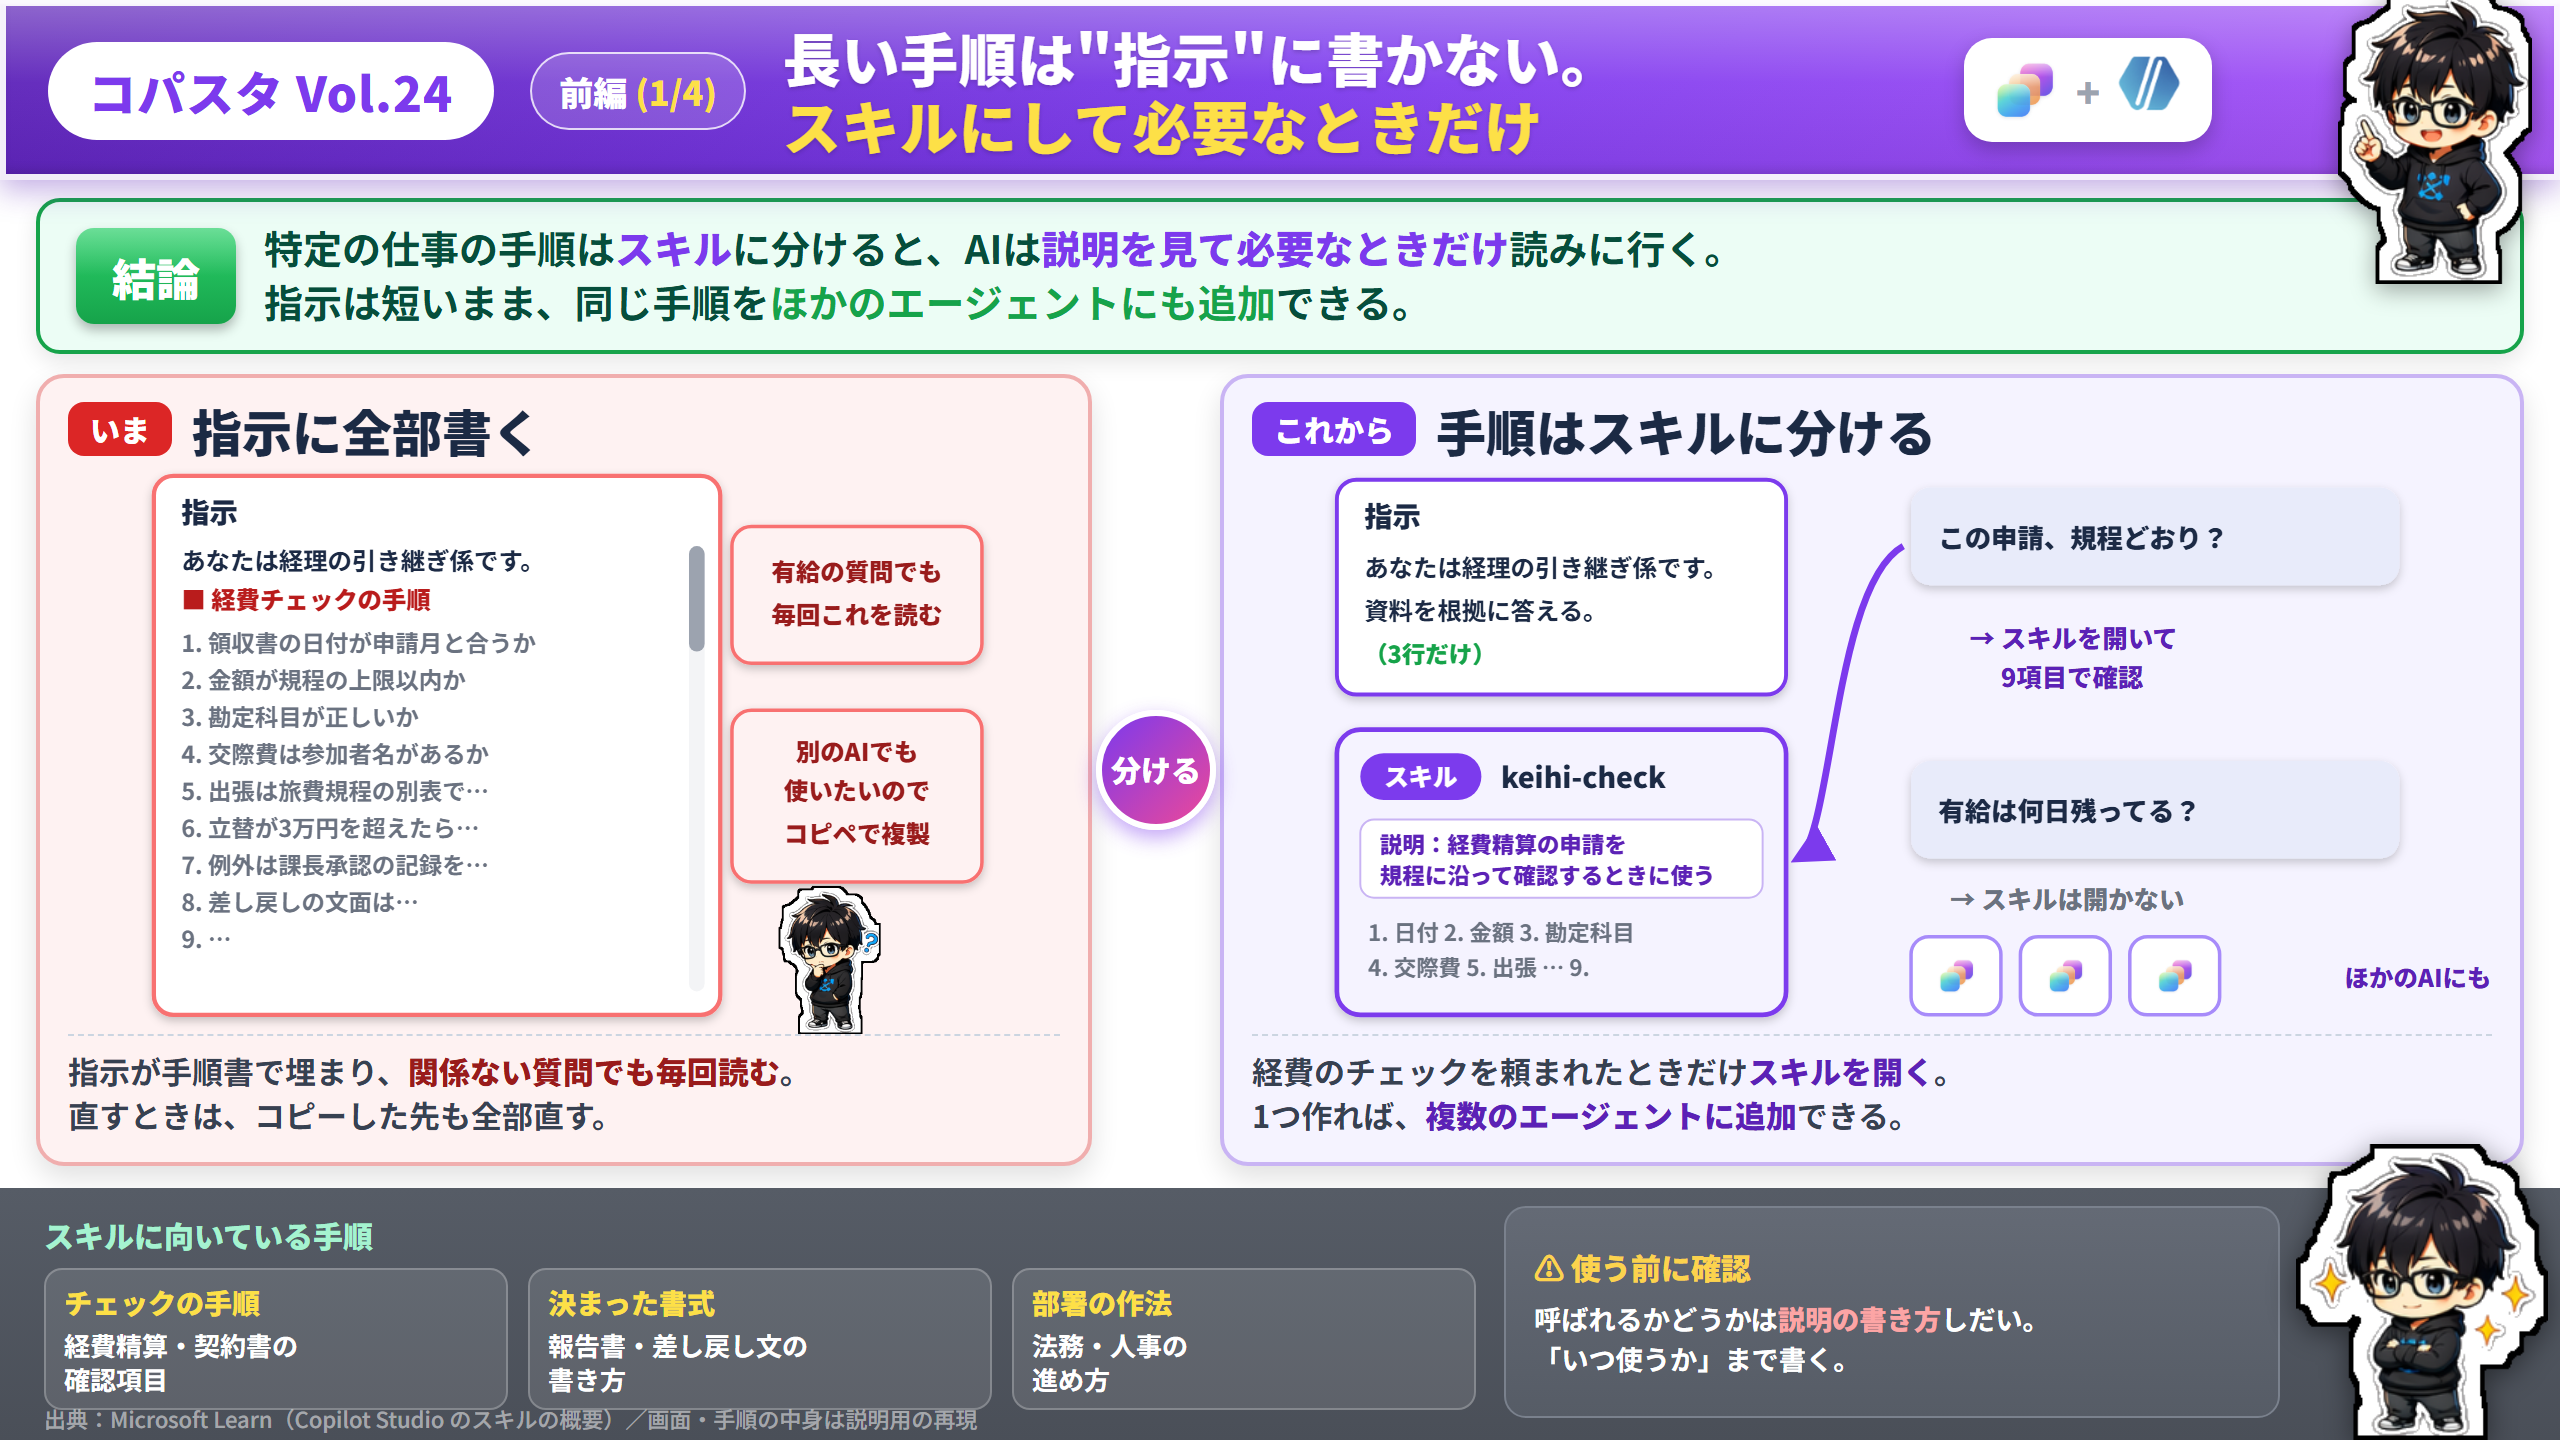 コパスタ Vol.24
前編 (1/4)
長い手順は"指示"に書かない。
スキルにして必要なときだけ
+
結論
特定の仕事の手順はスキルに分けると、AIは説明を見て必要なときだけ読みに行く。
指示は短いまま、同じ手順をほかのエージェントにも追加できる。
いま
指示に全部書く
指示
あなたは経理の引き継ぎ係です。
■ 経費チェックの手順
1. 領収書の日付が申請月と合うか
2. 金額が規程の上限以内か
3. 勘定科目が正しいか
4. 交際費は参加者名があるか
5. 出張は旅費規程の別表で…
6. 立替が3万円を超えたら…
7. 例外は課長承認の記録を…
8. 差し戻しの文面は…
9. …
有給の質問でも
毎回これを読む
別のAIでも
使いたいので
コピペで複製
?
指示が手順書で埋まり、関係ない質問でも毎回読む。
直すときは、コピーした先も全部直す。
分ける
これから
手順はスキルに分ける
指示
あなたは経理の引き継ぎ係です。
資料を根拠に答える。
（3行だけ）
スキル
keihi-check
説明：経費精算の申請を
規程に沿って確認するときに使う
1. 日付 2. 金額 3. 勘定科目
4. 交際費 5. 出張 … 9.
この申請、規程どおり？
→ スキルを開いて
9項目で確認
有給は何日残ってる？
→ スキルは開かない
ほかのAIにも
経費のチェックを頼まれたときだけスキルを開く。
1つ作れば、複数のエージェントに追加できる。
スキルに向いている手順
チェックの手順
経費精算・契約書の
確認項目
決まった書式
報告書・差し戻し文の
書き方
部署の作法
法務・人事の
進め方
⚠ 使う前に確認
呼ばれるかどうかは説明の書き方しだい。
「いつ使うか」まで書く。
出典：Microsoft Learn（Copilot Studio のスキルの概要）／画面・手順の中身は説明用の再現